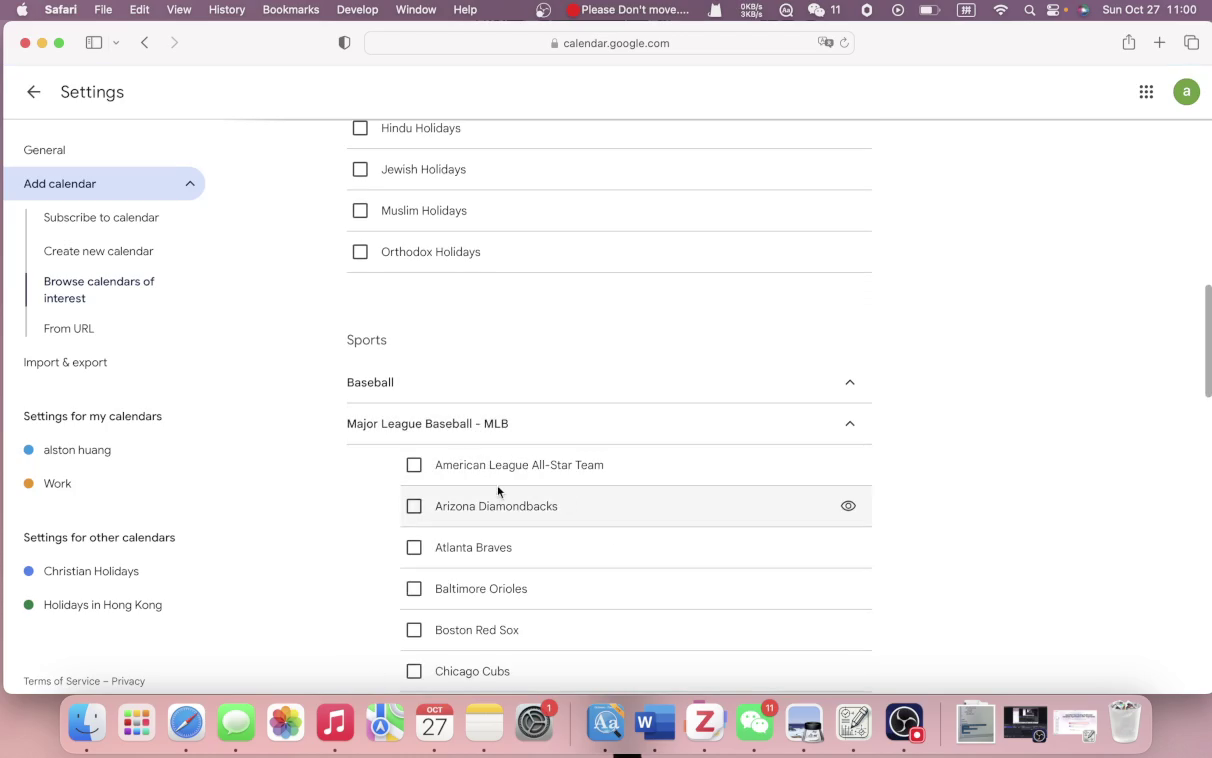 Safari File Edit View History Bookmarks Develop Window Help Please Don't move.... 0KB/s 3KB/s 11 Sun Oct 27 11:00
calendar.google.com
Settings
a
General
Add calendar
Subscribe to calendar
Create new calendar
Browse calendars of
interest
From URL
Import & export
Settings for my calendars
alston huang
Work
Settings for other calendars
Christian Holidays
Holidays in Hong Kong
Terms of Service – Privacy
Hindu Holidays
Jewish Holidays
Muslim Holidays
Orthodox Holidays
Sports
Baseball
Major League Baseball - MLB
American League All-Star Team
Arizona Diamondbacks
Atlanta Braves
Baltimore Orioles
Boston Red Sox
Chicago Cubs
OCT
27
1
Aa
W
Z
11